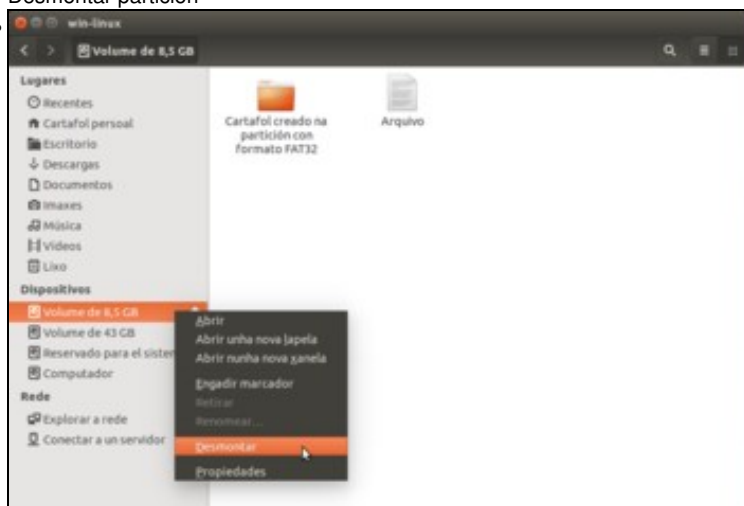 Desmontar partición
win-linux
Volume de 8,5 GB
Lugares
Recentes
Cartafol persoal
Escritorio
Descargas
Documentos
Imaxes
Música
Vídeos
Lixo
Dispositivos
Volume de 8,5 GB
Volume de 43 GB
Reservado para el sister
Computador
Rede
Explorar a rede
Conectar a un servidor
Cartafol creado na
partición con
formato FAT32
Arquivo
Abrir
Abrir unha nova lapela
Abrir nunha nova xanela
Engadir marcador
Retirar
Renomear...
Desmontar
Propiedades